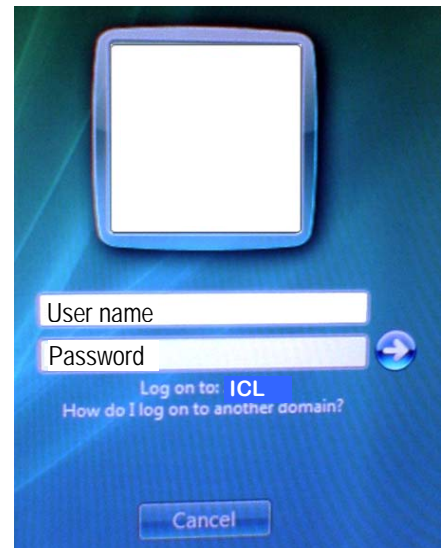 User name
Password
Log on to: ICL
How do I log on to another domain?
Cancel